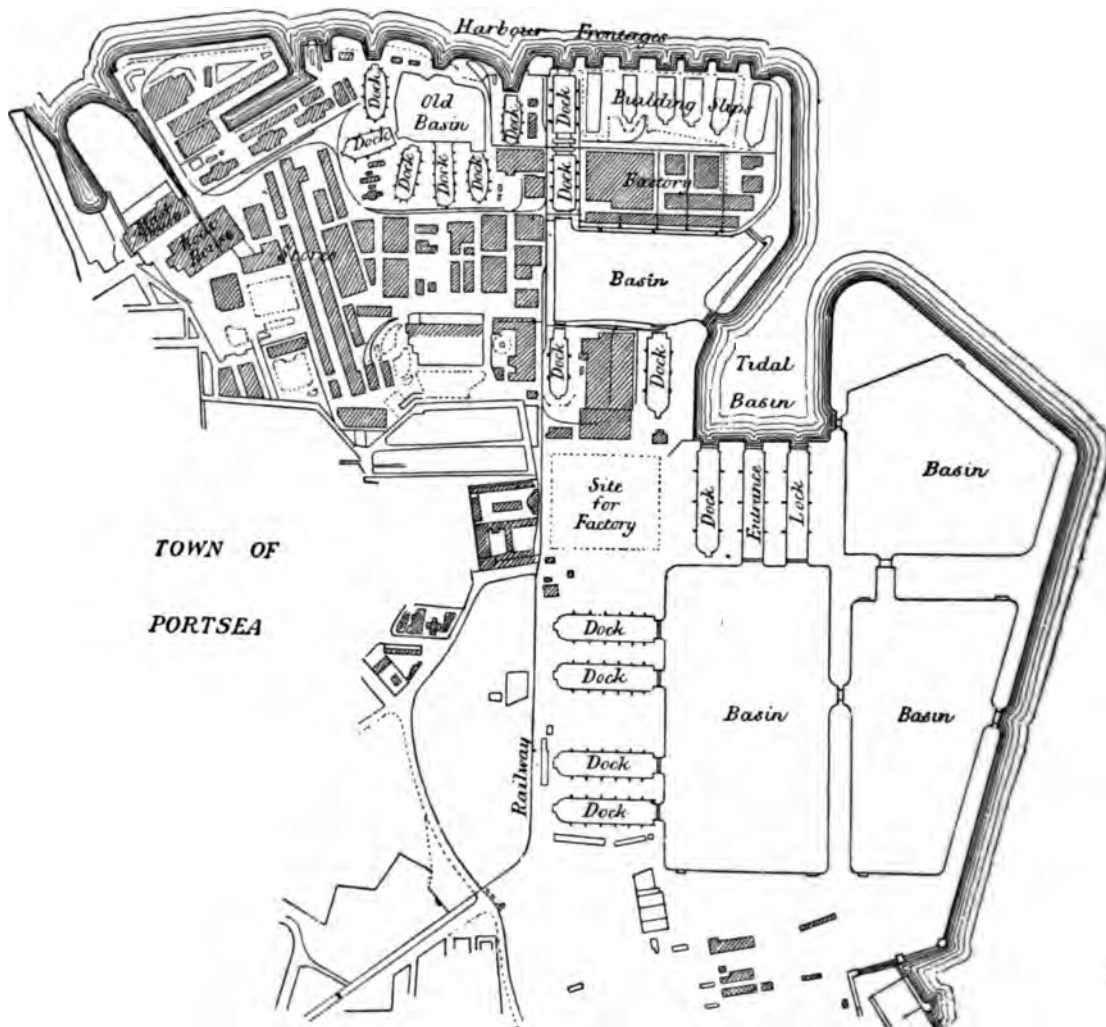 Harbour Frontages
Dock
Old
Basin
Dock
Dock
Building Slips
Dock
Dock
Dock
Dock
Dock
Factory
Mast
House
Boat
House
Stores
Basin
Dock
Dock
Tidal
Basin
Site
for
Factory
Dock
Entrance
Lock
Basin
TOWN OF
PORTSEA
Dock
Dock
Basin
Basin
Railway
Dock
Dock